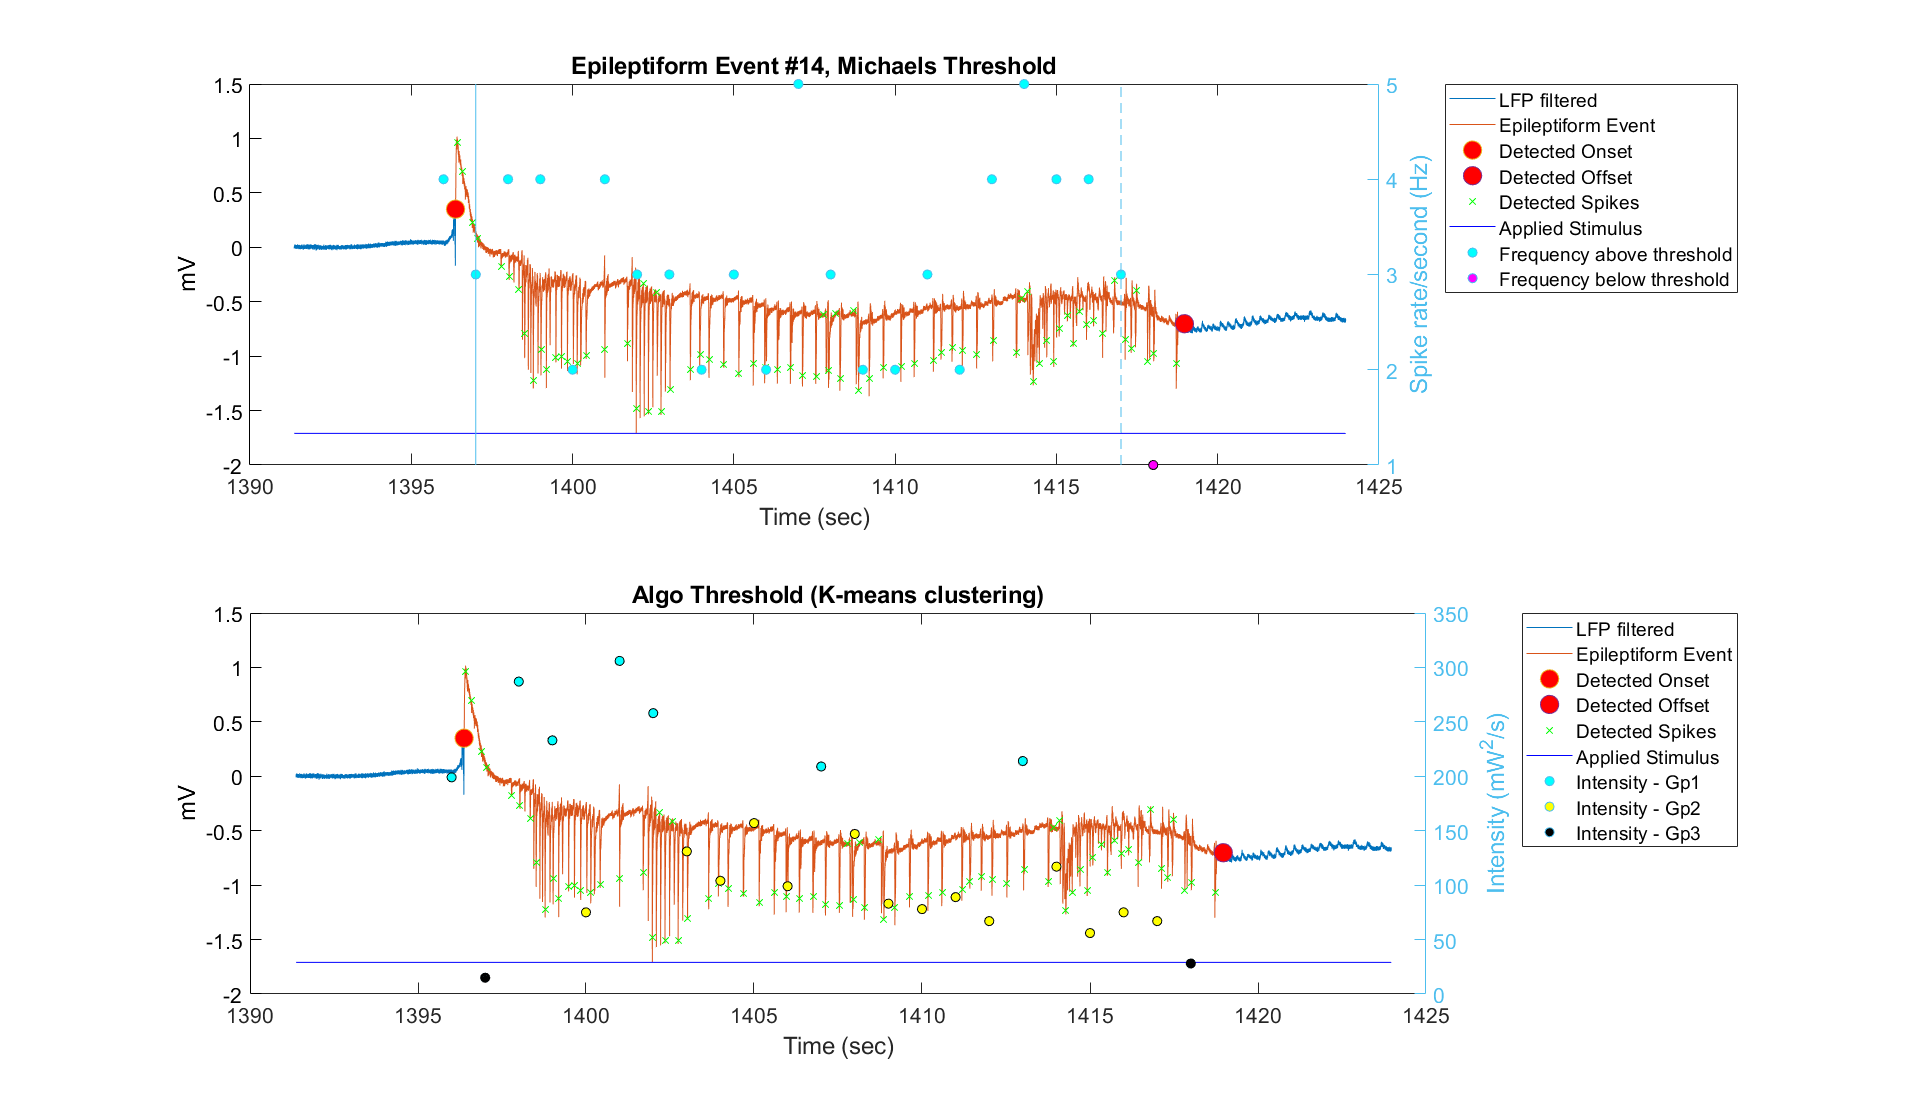 Epileptiform Event #14, Michaels Threshold
1.5
1
0.5
0
-0.5
-1
-1.5
-2
mV
5
4
3
2
1
Spike rate/second (Hz)
1390 1395 1400 1405 1410 1415 1420 1425
Time (sec)
LFP filtered
Epileptiform Event
Detected Onset
Detected Offset
Detected Spikes
Applied Stimulus
Frequency above threshold
Frequency below threshold
Algo Threshold (K-means clustering)
1.5
1
0.5
0
-0.5
-1
-1.5
-2
mV
350
300
250
200
150
100
50
0
Intensity (mW²/s)
1390 1395 1400 1405 1410 1415 1420 1425
Time (sec)
LFP filtered
Epileptiform Event
Detected Onset
Detected Offset
Detected Spikes
Applied Stimulus
Intensity - Gp1
Intensity - Gp2
Intensity - Gp3